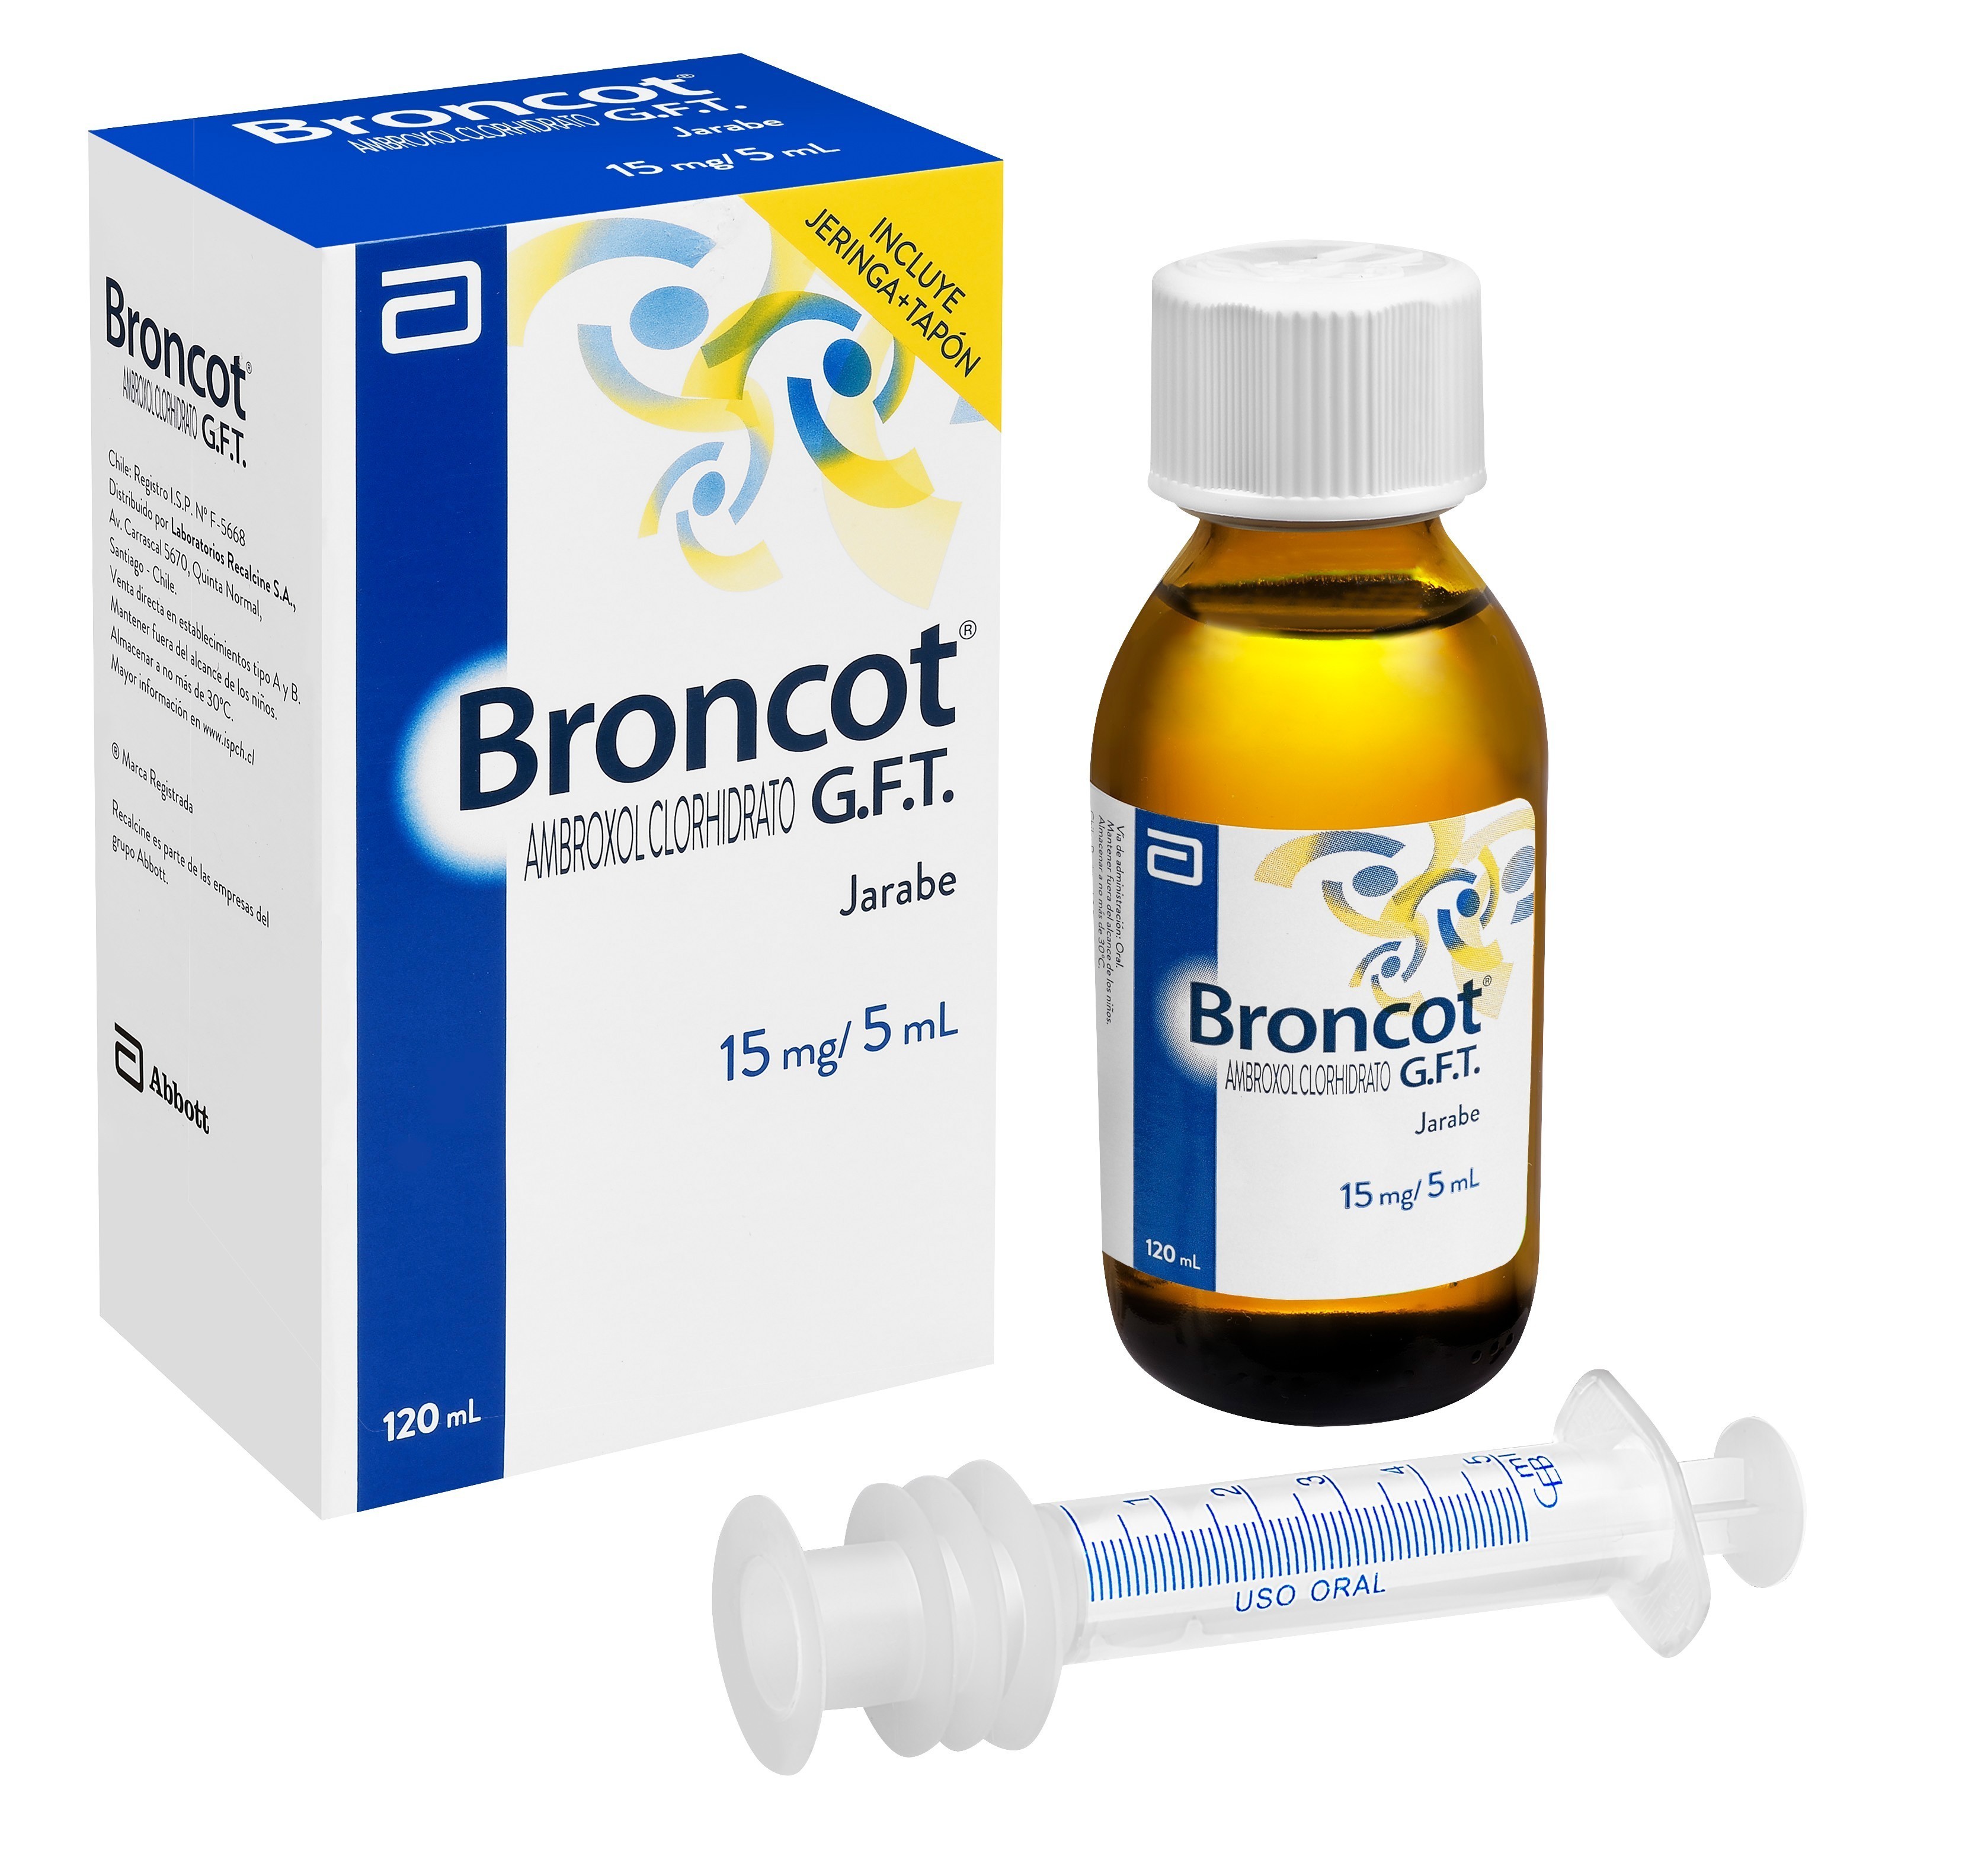 Broncot®
AMBROXOL CLORHIDRATO G.F.T.
Jarabe
15 mg/ 5 mL
INCLUYE
JERINGA+TAPÓN
Broncot®
AMBROXOL CLORHIDRATO G.F.T.
Chile: Registro I.S.P. Nº F-5668
Distribuido por Laboratorios Recalcine S.A.,
Av. Carrascal 5670, Quinta Normal,
Santiago - Chile.
Venta directa en establecimientos tipo A y B.
Mantener fuera del alcance de los niños.
Almacenar a no más de 30°C.
Mayor información en www.ispch.cl
® Marca Registrada
Recalcine es parte de las empresas del
grupo Abbott.
Abbott
Broncot®
AMBROXOL CLORHIDRATO G.F.T.
Jarabe
15 mg/ 5 mL
120 mL
Vía de administración: Oral.
Mantener fuera del alcance de los niños.
Almacenar a no más de 30°C.
Broncot®
AMBROXOL CLORHIDRATO G.F.T.
Jarabe
15 mg/ 5 mL
120 mL
1 2 3 4 5 ml
USO ORAL